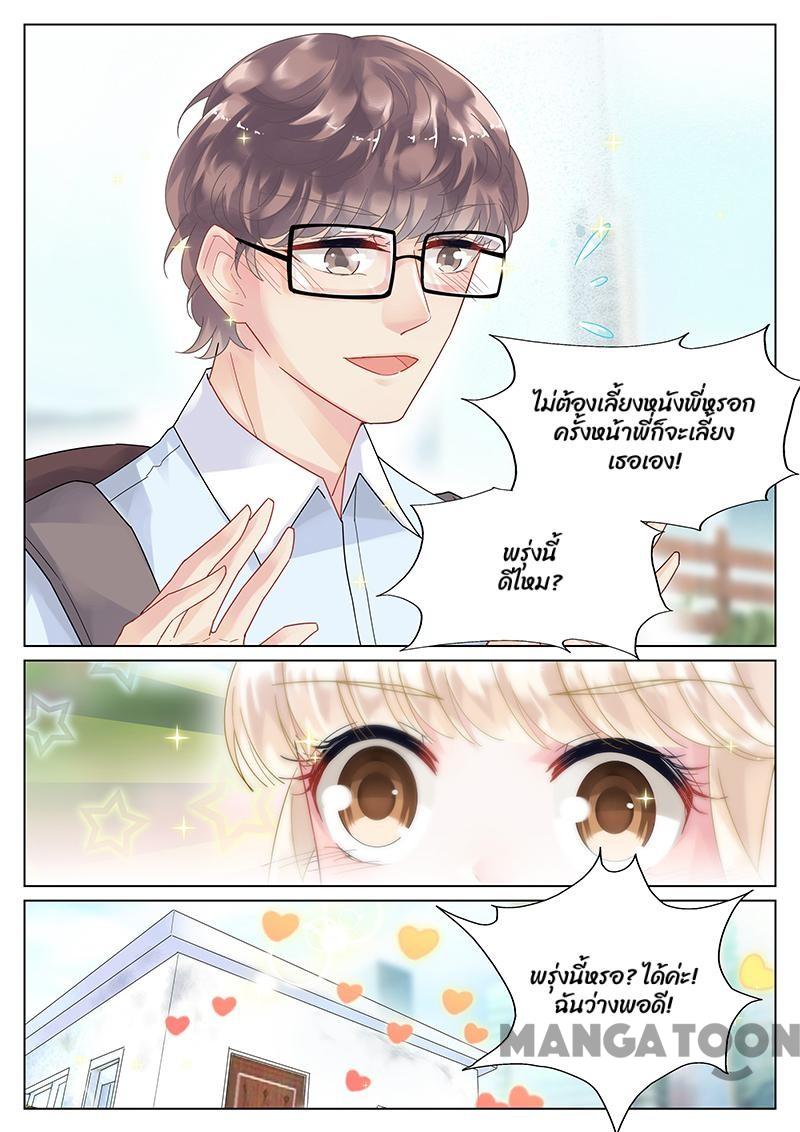 ไม่ต้องเลี้ยงหนังพี่หรอก
ครั้งหน้าพี่ก็จะเลี้ยง
เธอเอง!
พรุ่งนี้
ดีไหม?
พรุ่งนี้หรอ? ได้ค่ะ!
ฉันว่างพอดี!
MANGATOON